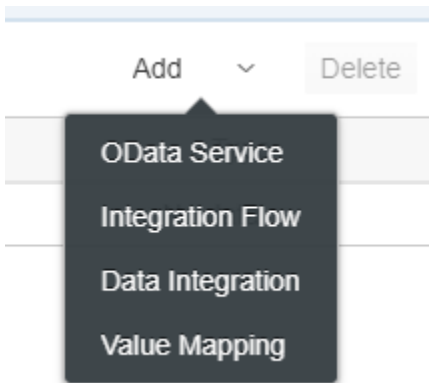 Add Delete
OData Service
Integration Flow
Data Integration
Value Mapping